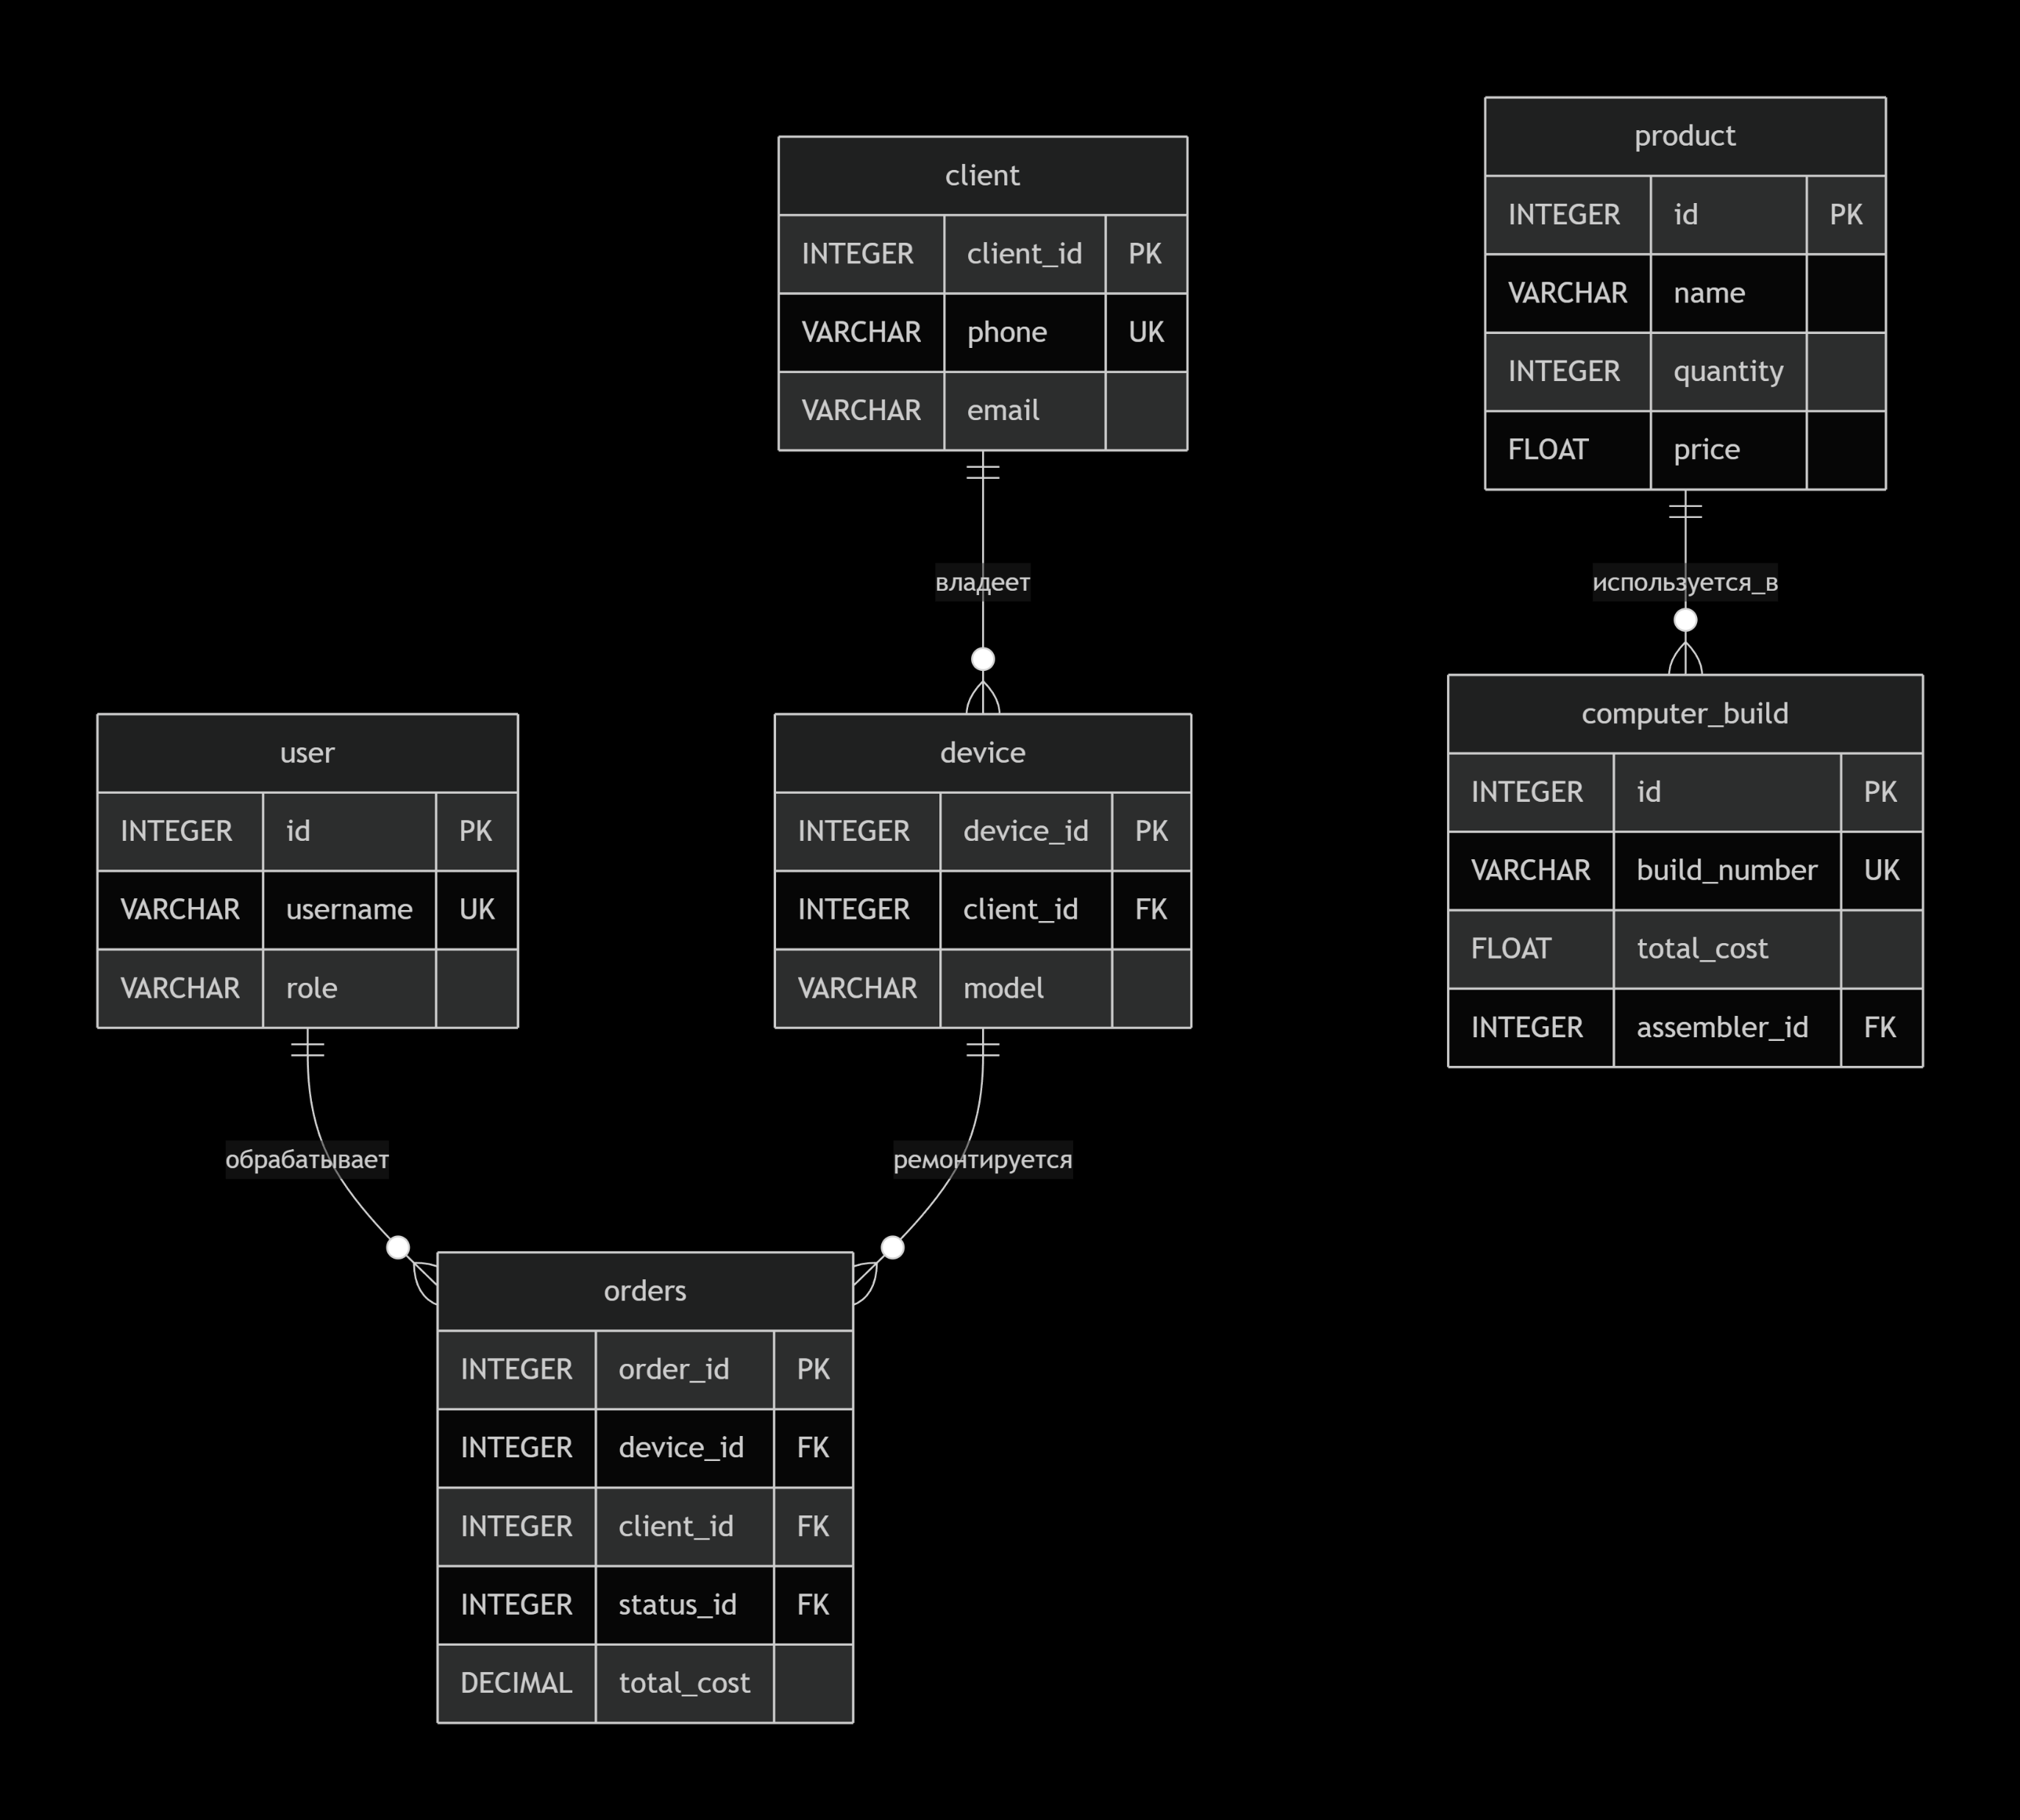 client
INTEGER client_id PK
VARCHAR phone UK
VARCHAR email
владеет
product
INTEGER id PK
VARCHAR name
INTEGER quantity
FLOAT price
используется_в
user
INTEGER id PK
VARCHAR username UK
VARCHAR role
обрабатывает
device
INTEGER device_id PK
INTEGER client_id FK
VARCHAR model
ремонтируется
computer_build
INTEGER id PK
VARCHAR build_number UK
FLOAT total_cost
INTEGER assembler_id FK
orders
INTEGER order_id PK
INTEGER device_id FK
INTEGER client_id FK
INTEGER status_id FK
DECIMAL total_cost